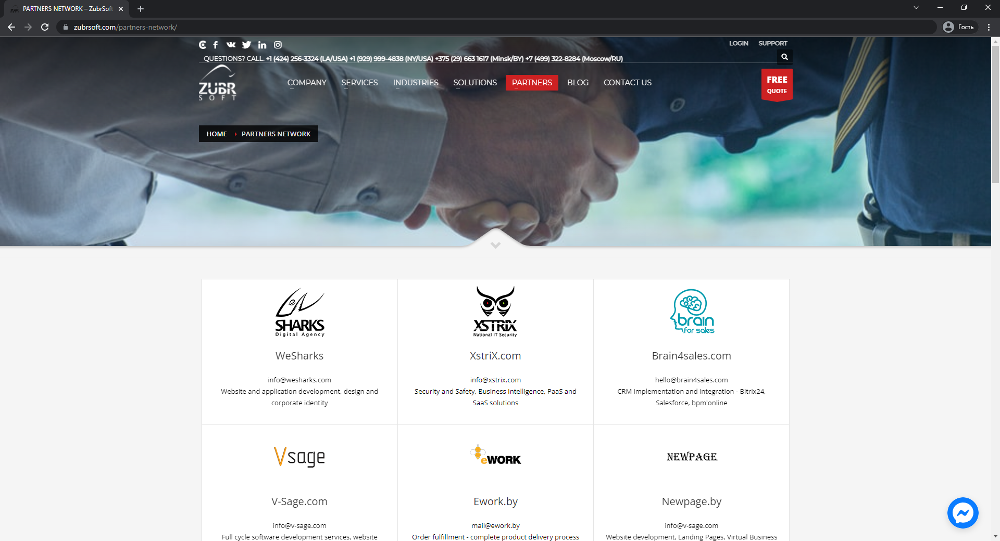 PARTNERS NETWORK – ZubrSoft
zubrsoft.com/partners-network/
Гость
LOGIN SUPPORT
QUESTIONS? CALL: +1 (424) 256-3324 (LA/USA) +1 (929) 999-4838 (NY/USA) +375 (29) 663 1617 (Minsk/BY) +7 (499) 322-8284 (Moscow/RU)
ZUBR
SOFT
COMPANY SERVICES INDUSTRIES SOLUTIONS PARTNERS BLOG CONTACT US
FREE
QUOTE
HOME PARTNERS NETWORK
SHARKS
Digital Agency
WeSharks
info@wesharks.com
Website and application development, design and
corporate identity
XSTRIX
National IT Security
XstriX.com
info@xstrix.com
Security and Safety, Business Intelligence, PaaS and
SaaS solutions
brain
for sales
Brain4sales.com
hello@brain4sales.com
CRM implementation and integration - Bitrix24,
Salesforce, bpm'online
Vsage
V-Sage.com
info@v-sage.com
Full cycle software development services, website
eWORK
Ework.by
mail@ework.by
Order fulfillment - complete product delivery process
NEWPAGE
Newpage.by
info@v-sage.com
Website development, Landing Pages, Virtual Business